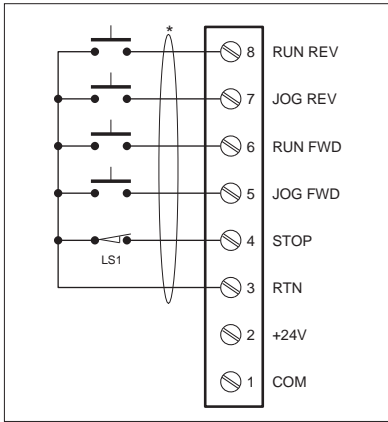 *
8 RUN REV
7 JOG REV
6 RUN FWD
5 JOG FWD
4 STOP
LS1
3 RTN
2 +24V
1 COM